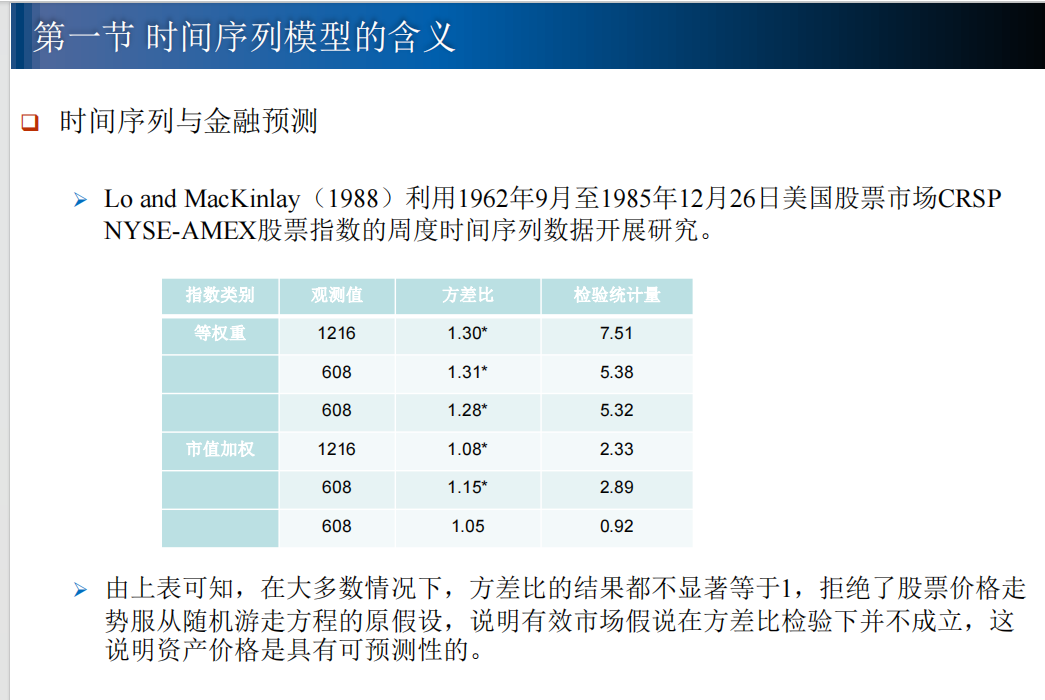 第一节 时间序列模型的含义
时间序列与金融预测
Lo and MacKinlay（1988）利用1962年9月至1985年12月26日美国股票市场CRSP
NYSE-AMEX股票指数的周度时间序列数据开展研究。
指数类别 观测值 方差比 检验统计量
等权重 1216 1.30* 7.51
608 1.31* 5.38
608 1.28* 5.32
市值加权 1216 1.08* 2.33
608 1.15* 2.89
608 1.05 0.92
由上表可知，在大多数情况下，方差比的结果都不显著等于1，拒绝了股票价格走
势服从随机游走方程的原假设，说明有效市场假说在方差比检验下并不成立，这
说明资产价格是具有可预测性的。